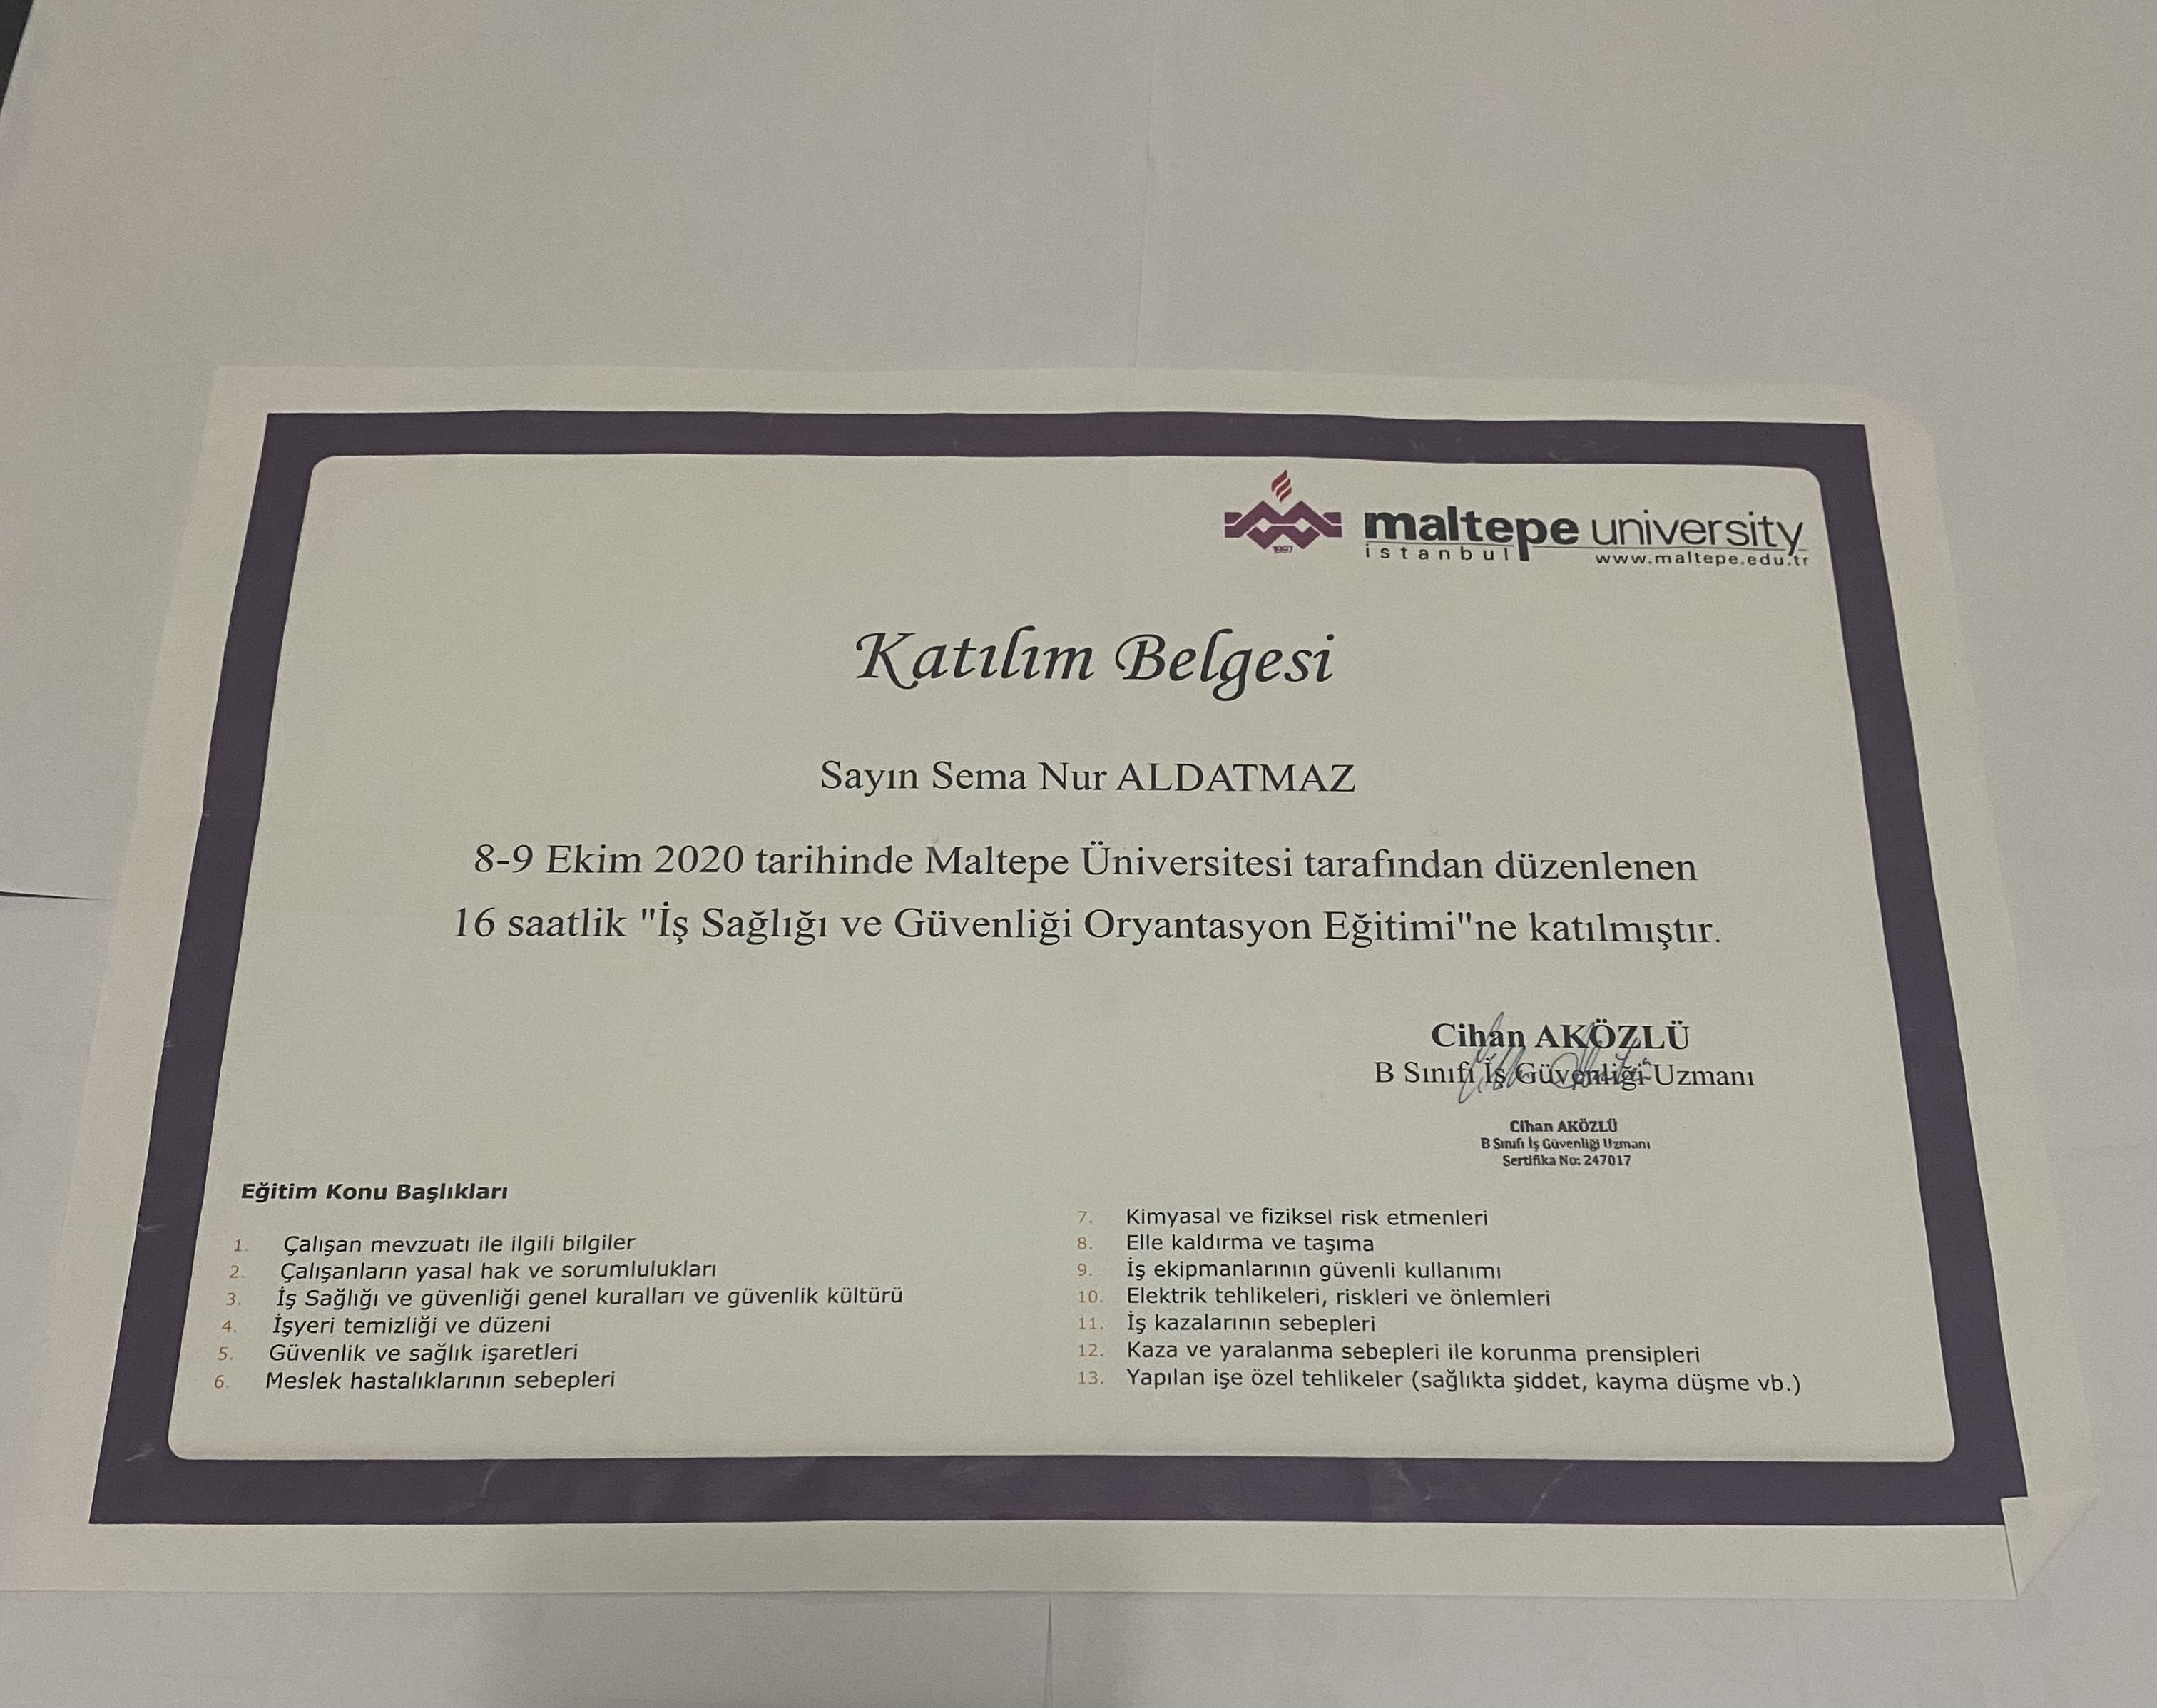 1997
maltepe university
istanbul
www.maltepe.edu.tr
Katılım Belgesi
Sayın Sema Nur ALDATMAZ
8-9 Ekim 2020 tarihinde Maltepe Üniversitesi tarafından düzenlenen
16 saatlik "İş Sağlığı ve Güvenliği Oryantasyon Eğitimi"ne katılmıştır.
Cihan AKÖZLÜ
B Sınıfı İş Güvenliği Uzmanı
Cihan AKÖZLÜ
B Sınıfı İş Güvenliği Uzmanı
Sertifika No: 247017
Eğitim Konu Başlıkları
1. Çalışan mevzuatı ile ilgili bilgiler
2. Çalışanların yasal hak ve sorumlulukları
3. İş Sağlığı ve güvenliği genel kuralları ve güvenlik kültürü
4. İşyeri temizliği ve düzeni
5. Güvenlik ve sağlık işaretleri
6. Meslek hastalıklarının sebepleri
7. Kimyasal ve fiziksel risk etmenleri
8. Elle kaldırma ve taşıma
9. İş ekipmanlarının güvenli kullanımı
10. Elektrik tehlikeleri, riskleri ve önlemleri
11. İş kazalarının sebepleri
12. Kaza ve yaralanma sebepleri ile korunma prensipleri
13. Yapılan işe özel tehlikeler (sağlıkta şiddet, kayma düşme vb.)